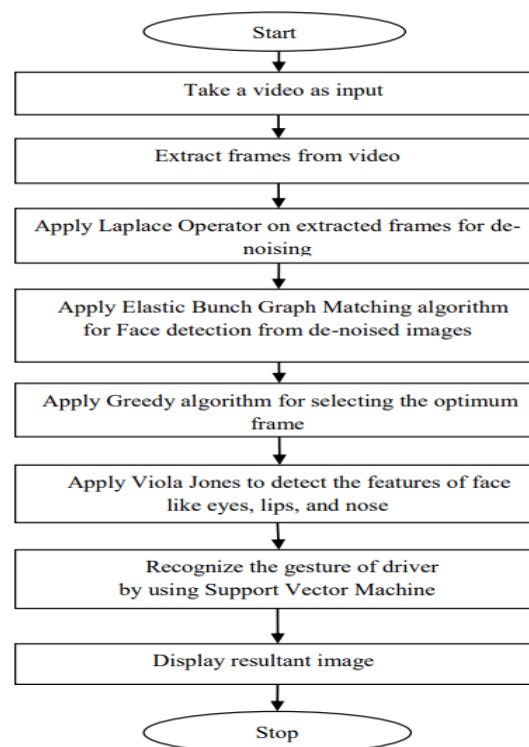 Start
Take a video as input
Extract frames from video
Apply Laplace Operator on extracted frames for de-
noising
Apply Elastic Bunch Graph Matching algorithm
for Face detection from de-noised images
Apply Greedy algorithm for selecting the optimum
frame
Apply Viola Jones to detect the features of face
like eyes, lips, and nose
Recognize the gesture of driver
by using Support Vector Machine
Display resultant image
Stop